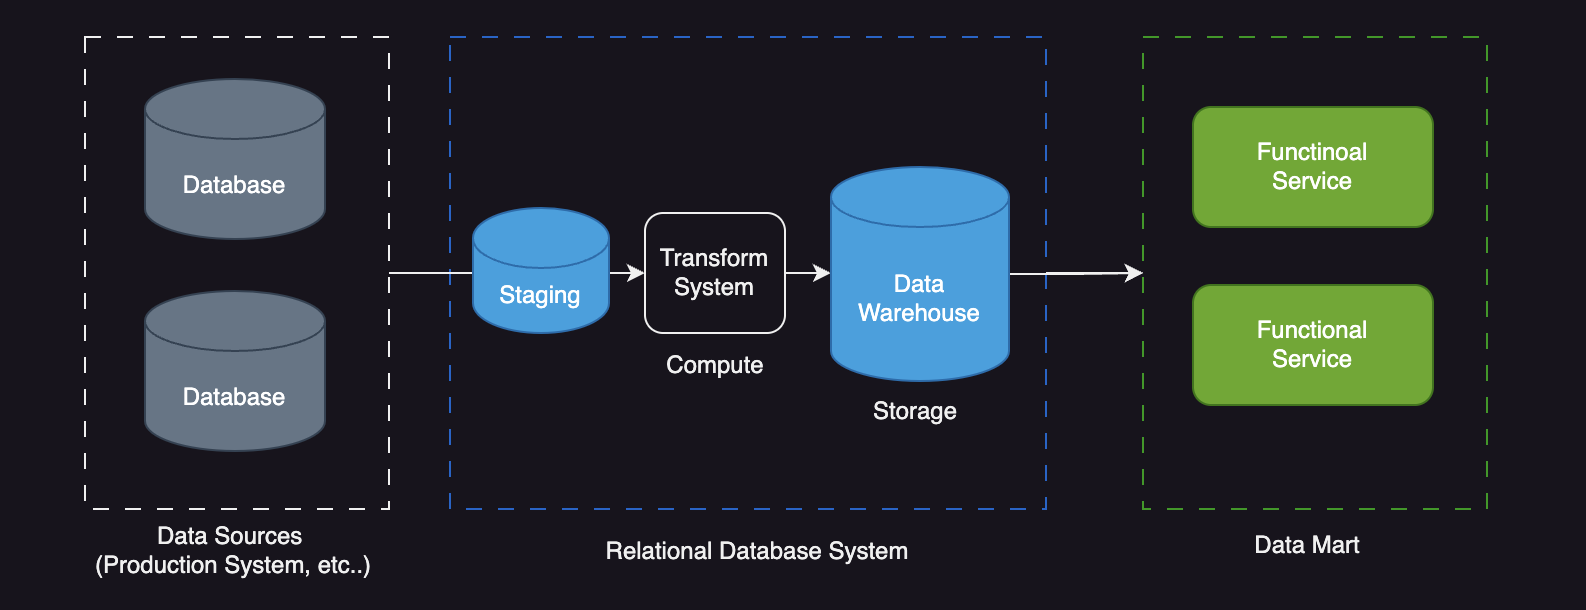 Database
Database
Data Sources
(Production System, etc..)
Staging
Transform
System
Compute
Data
Warehouse
Storage
Relational Database System
Functinoal
Service
Functional
Service
Data Mart